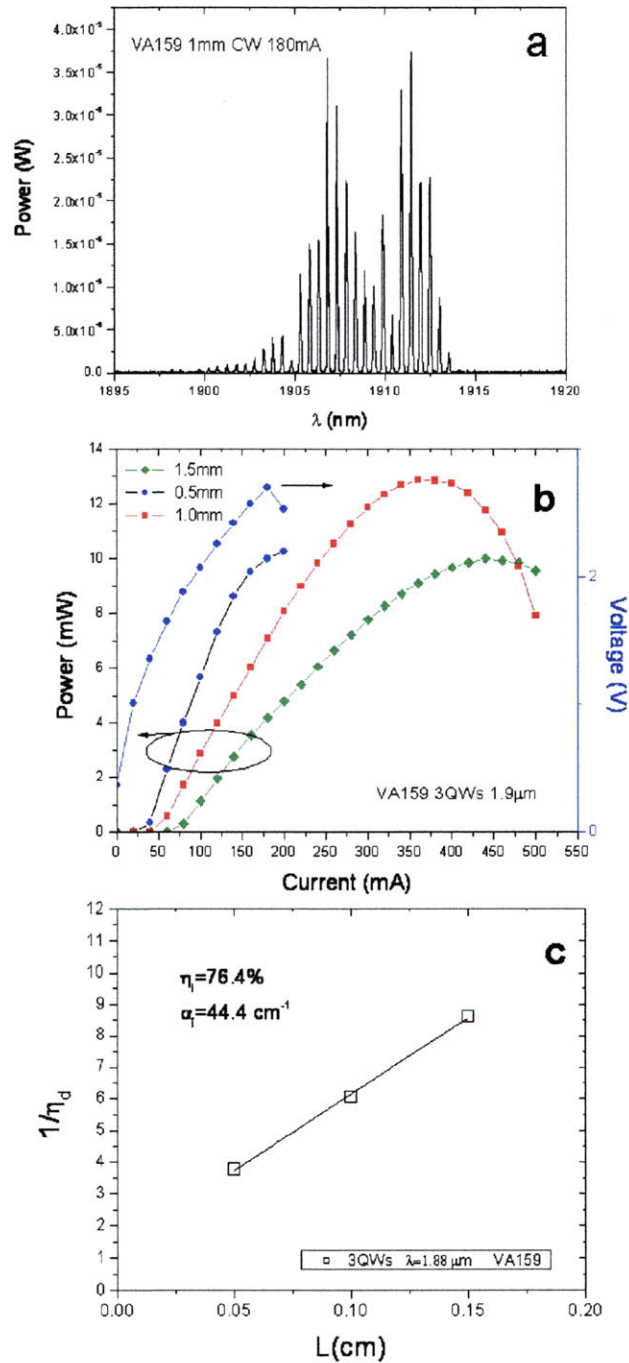 a
VA159 1mm CW 180mA
4.0x10⁻⁵
3.5x10⁻⁵
3.0x10⁻⁵
2.5x10⁻⁵
2.0x10⁻⁵
1.5x10⁻⁵
1.0x10⁻⁵
5.0x10⁻⁶
0.0
Power (W)
1895 1900 1905 1910 1915 1920
λ (nm)
b
1.5mm
0.5mm
1.0mm
14
12
10
8
6
4
2
0
Power (mW)
2
0
Voltage (V)
VA159 3QWs 1.9μm
0 50 100 150 200 250 300 350 400 450 500 550
Current (mA)
c
ηi=76.4%
αi=44.4 cm⁻¹
12
11
10
9
8
7
6
5
4
3
2
1
0
1/ηd
3QWs λ=1.88 μm VA159
0.00 0.05 0.10 0.15 0.20
L(cm)